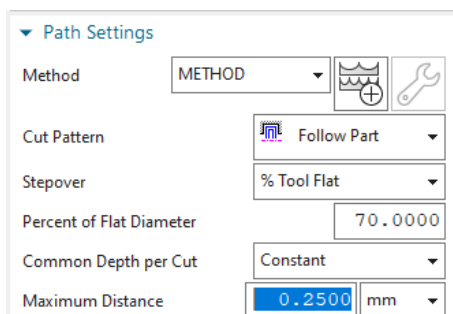 Path Settings
Method METHOD
Cut Pattern Follow Part
Stepover % Tool Flat
Percent of Flat Diameter 70.0000
Common Depth per Cut Constant
Maximum Distance 0.2500 mm